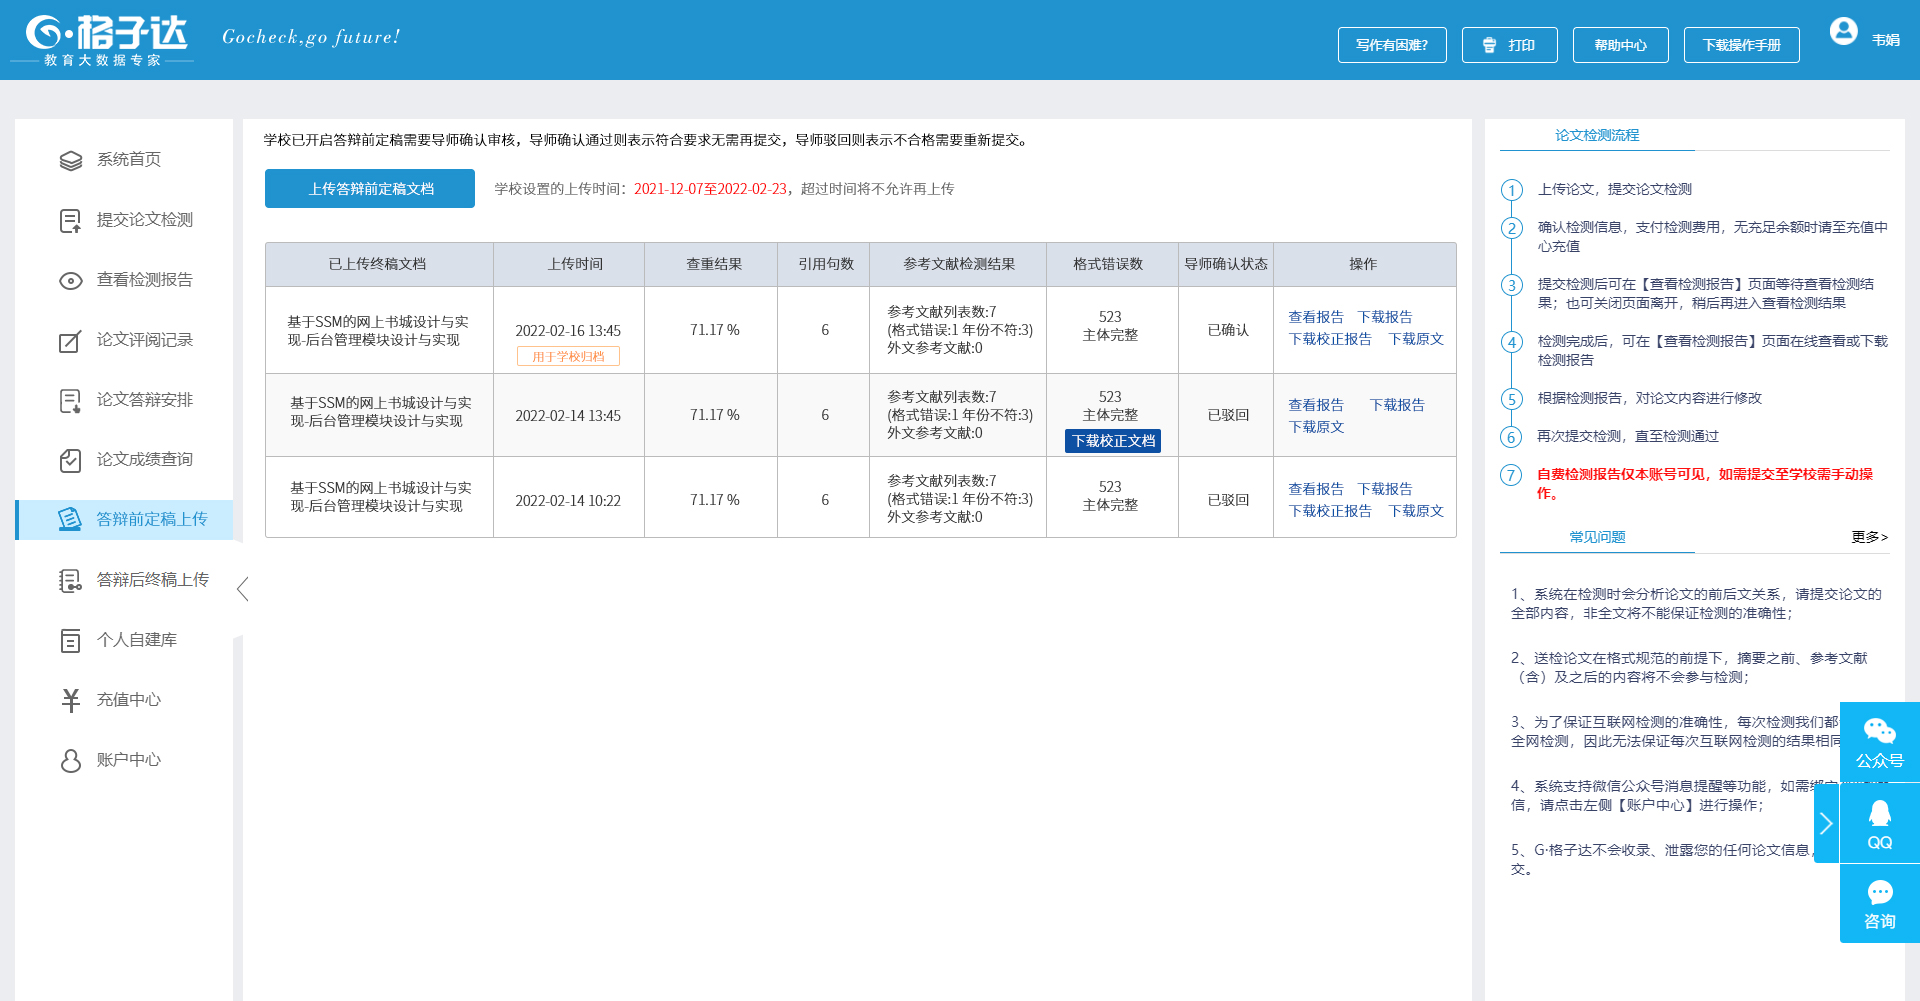 格子达
教育大数据专家
Gocheck,go future!
写作有困难?
打印
帮助中心
下载操作手册
韦娟
系统首页
提交论文检测
查看检测报告
论文评阅记录
论文答辩安排
论文成绩查询
答辩前定稿上传
答辩后终稿上传
个人自建库
充值中心
账户中心
学校已开启答辩前定稿需要导师确认审核，导师确认通过则表示符合要求无需再提交，导师驳回则表示不合格需要重新提交。
上传答辩前定稿文档
学校设置的上传时间：2021-12-07至2022-02-23，超过时间将不允许再上传
已上传终稿文档 上传时间 查重结果 引用句数 参考文献检测结果 格式错误数 导师确认状态 操作
基于SSM的网上书城设计与实
现-后台管理模块设计与实现
2022-02-16 13:45
用于学校归档
71.17 %
6
参考文献列表数:7
(格式错误:1 年份不符:3)
外文参考文献:0
523
主体完整
已确认
查看报告 下载报告
下载校正报告 下载原文
基于SSM的网上书城设计与实
现-后台管理模块设计与实现
2022-02-14 13:45
71.17 %
6
参考文献列表数:7
(格式错误:1 年份不符:3)
外文参考文献:0
523
主体完整
下载校正文档
已驳回
查看报告 下载报告
下载原文
基于SSM的网上书城设计与实
现-后台管理模块设计与实现
2022-02-14 10:22
71.17 %
6
参考文献列表数:7
(格式错误:1 年份不符:3)
外文参考文献:0
523
主体完整
已驳回
查看报告 下载报告
下载校正报告 下载原文
论文检测流程
1 上传论文，提交论文检测
2 确认检测信息，支付检测费用，无充足余额时请至充值中
心充值
3 提交检测后可在【查看检测报告】页面等待查看检测结
果；也可关闭页面离开，稍后再进入查看检测结果
4 检测完成后，可在【查看检测报告】页面在线查看或下载
检测报告
5 根据检测报告，对论文内容进行修改
6 再次提交检测，直至检测通过
7 自费检测报告仅本账号可见，如需提交至学校需手动操
作。
常见问题
更多>
1、系统在检测时会分析论文的前后文关系，请提交论文的
全部内容，非全文将不能保证检测的准确性；
2、送检论文在格式规范的前提下，摘要之前、参考文献
（含）及之后的内容将不会参与检测；
3、为了保证互联网检测的准确性，每次检测我们都
全网检测，因此无法保证每次互联网检测的结果相同
4、系统支持微信公众号消息提醒等功能，如需绑定
信，请点击左侧【账户中心】进行操作；
5、G·格子达不会收录、泄露您的任何论文信息，
交。
公众号
QQ
咨询